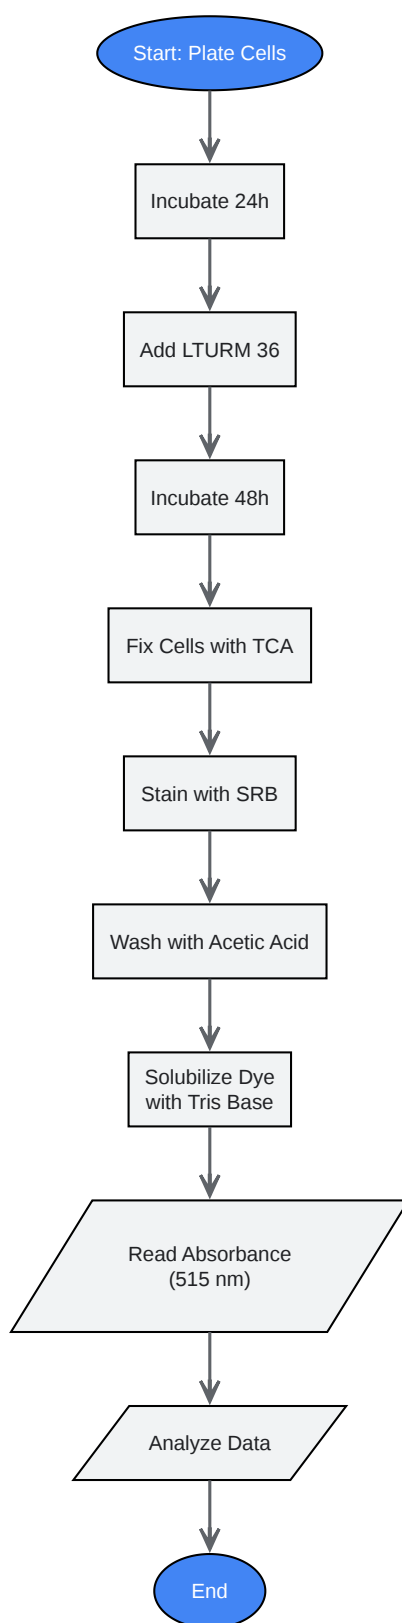 Start: Plate Cells
Incubate 24h
Add LTURM 36
Incubate 48h
Fix Cells with TCA
Stain with SRB
Wash with Acetic Acid
Solubilize Dye
with Tris Base
Read Absorbance
(515 nm)
Analyze Data
End